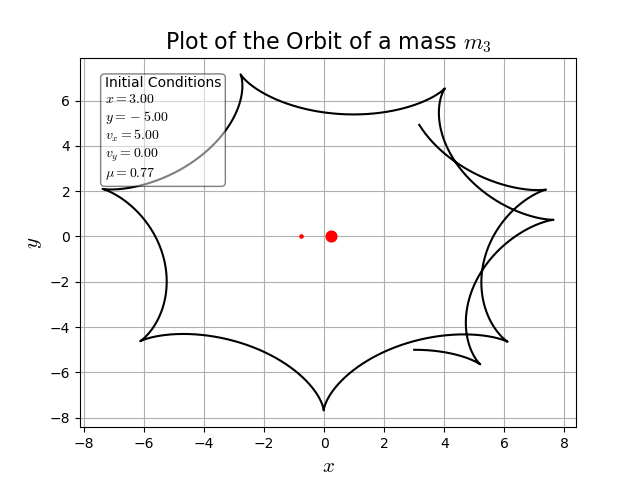 Plot of the Orbit of a mass m₃
Initial Conditions
x = 3.00
y = −5.00
vₓ = 5.00
v_y = 0.00
μ = 0.77
6
4
2
0
−2
−4
−6
−8
y
−8 −6 −4 −2 0 2 4 6 8
x